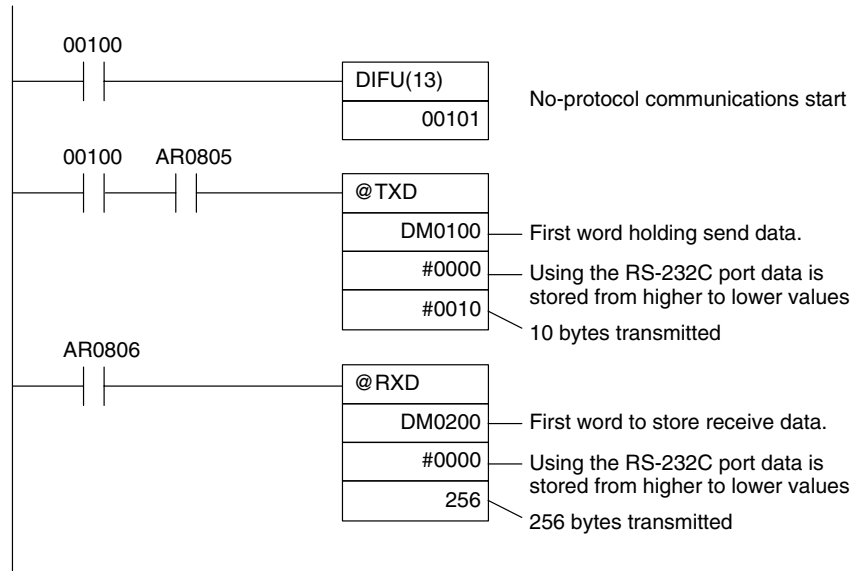 00100
DIFU(13)
00101
No-protocol communications start
00100 AR0805
@TXD
DM0100
First word holding send data.
#0000
Using the RS-232C port data is
stored from higher to lower values
#0010
10 bytes transmitted
AR0806
@RXD
DM0200
First word to store receive data.
#0000
Using the RS-232C port data is
stored from higher to lower values
256
256 bytes transmitted